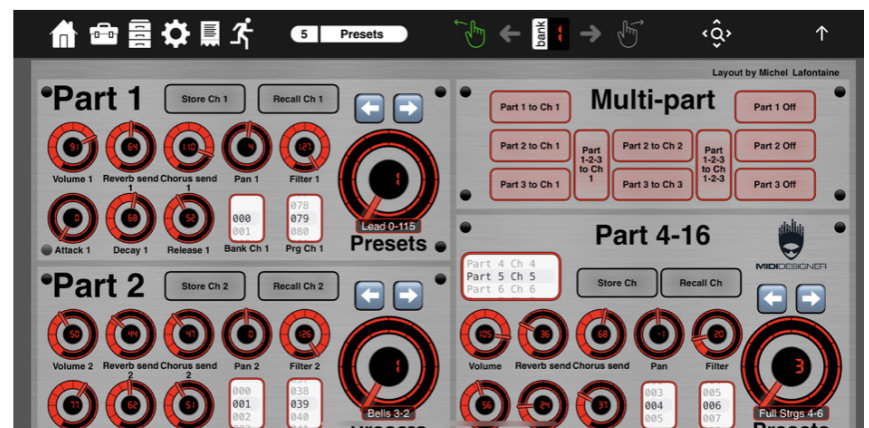 5 Presets
bank 1
Layout by Michel Lafontaine
Part 1
Store Ch 1
Recall Ch 1
91
64
110
4
127
Volume 1
Reverb send 1
Chorus send 1
Pan 1
Filter 1
0
68
52
000
001
078
079
080
Attack 1
Decay 1
Release 1
Bank Ch 1
Prg Ch 1
1
Lead 0-115
Presets
Multi-part
Part 1 to Ch 1
Part 1 Off
Part 2 to Ch 1
Part 1-2-3 to Ch 1
Part 2 to Ch 2
Part 1-2-3 to Ch 1-2-3
Part 2 Off
Part 3 to Ch 1
Part 3 to Ch 3
Part 3 Off
Part 2
Store Ch 2
Recall Ch 2
50
44
47
0
126
Volume 2
Reverb send 2
Chorus send 2
Pan 2
Filter 2
77
62
51
000
001
002
038
039
040
1
Bells 3-2
Presets
Part 4-16
MIDIDESIGNER
Part 4 Ch 4
Part 5 Ch 5
Part 6 Ch 6
Store Ch
Recall Ch
105
36
68
-1
20
Volume
Reverb send
Chorus send
Pan
Filter
56
24
37
003
004
005
005
006
007
3
Full Strgs 4-6
Presets